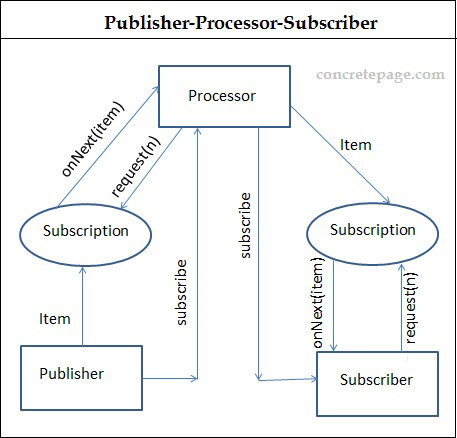 Publisher-Processor-Subscriber
concretepage.com
Processor
onNext(item)
request(n)
Item
Subscription
Subscription
subscribe
subscribe
onNext(item)
request(n)
Item
Publisher
Subscriber